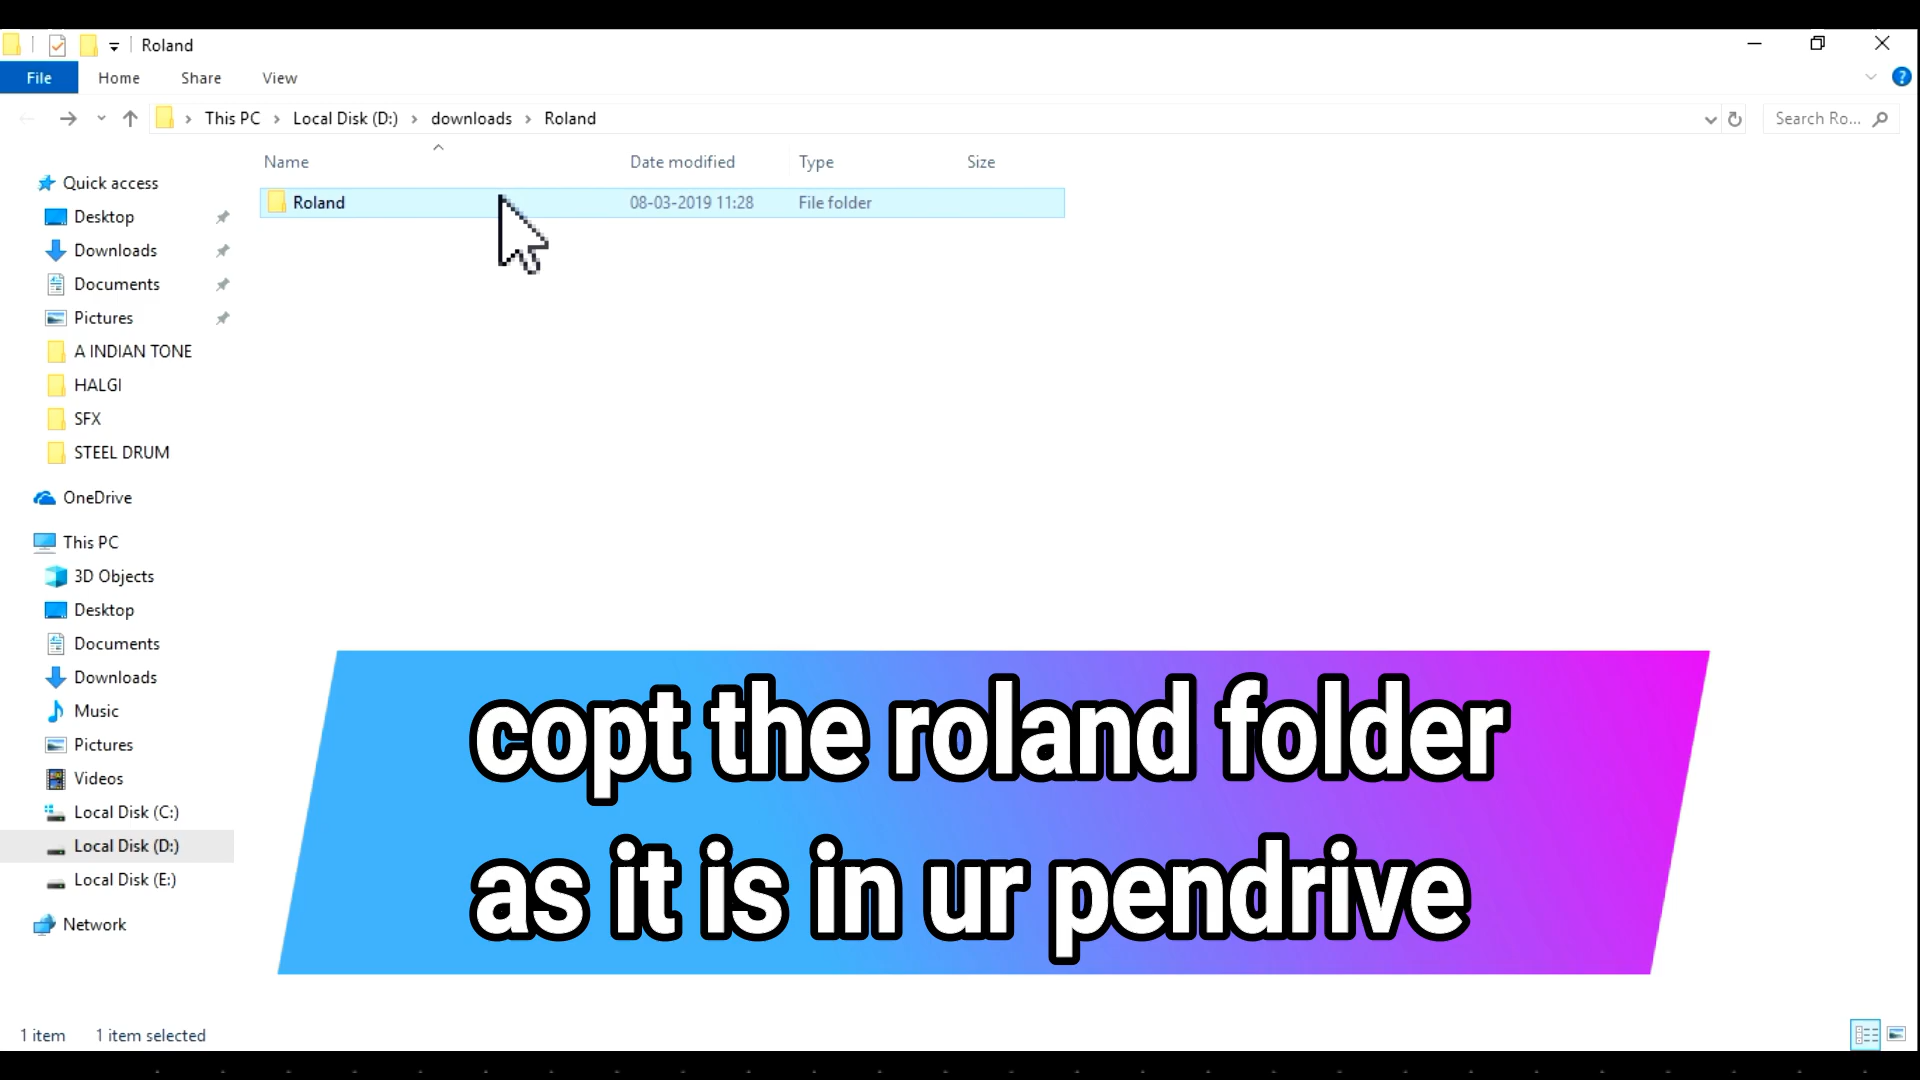 Roland
File Home Share View
This PC > Local Disk (D:) > downloads > Roland
Search Ro...
Name Date modified Type Size
Roland 08-03-2019 11:28 File folder
Quick access
Desktop
Downloads
Documents
Pictures
A INDIAN TONE
HALGI
SFX
STEEL DRUM
OneDrive
This PC
3D Objects
Desktop
Documents
Downloads
Music
Pictures
Videos
Local Disk (C:)
Local Disk (D:)
Local Disk (E:)
Network
copt the roland folder
as it is in ur pendrive
1 item 1 item selected